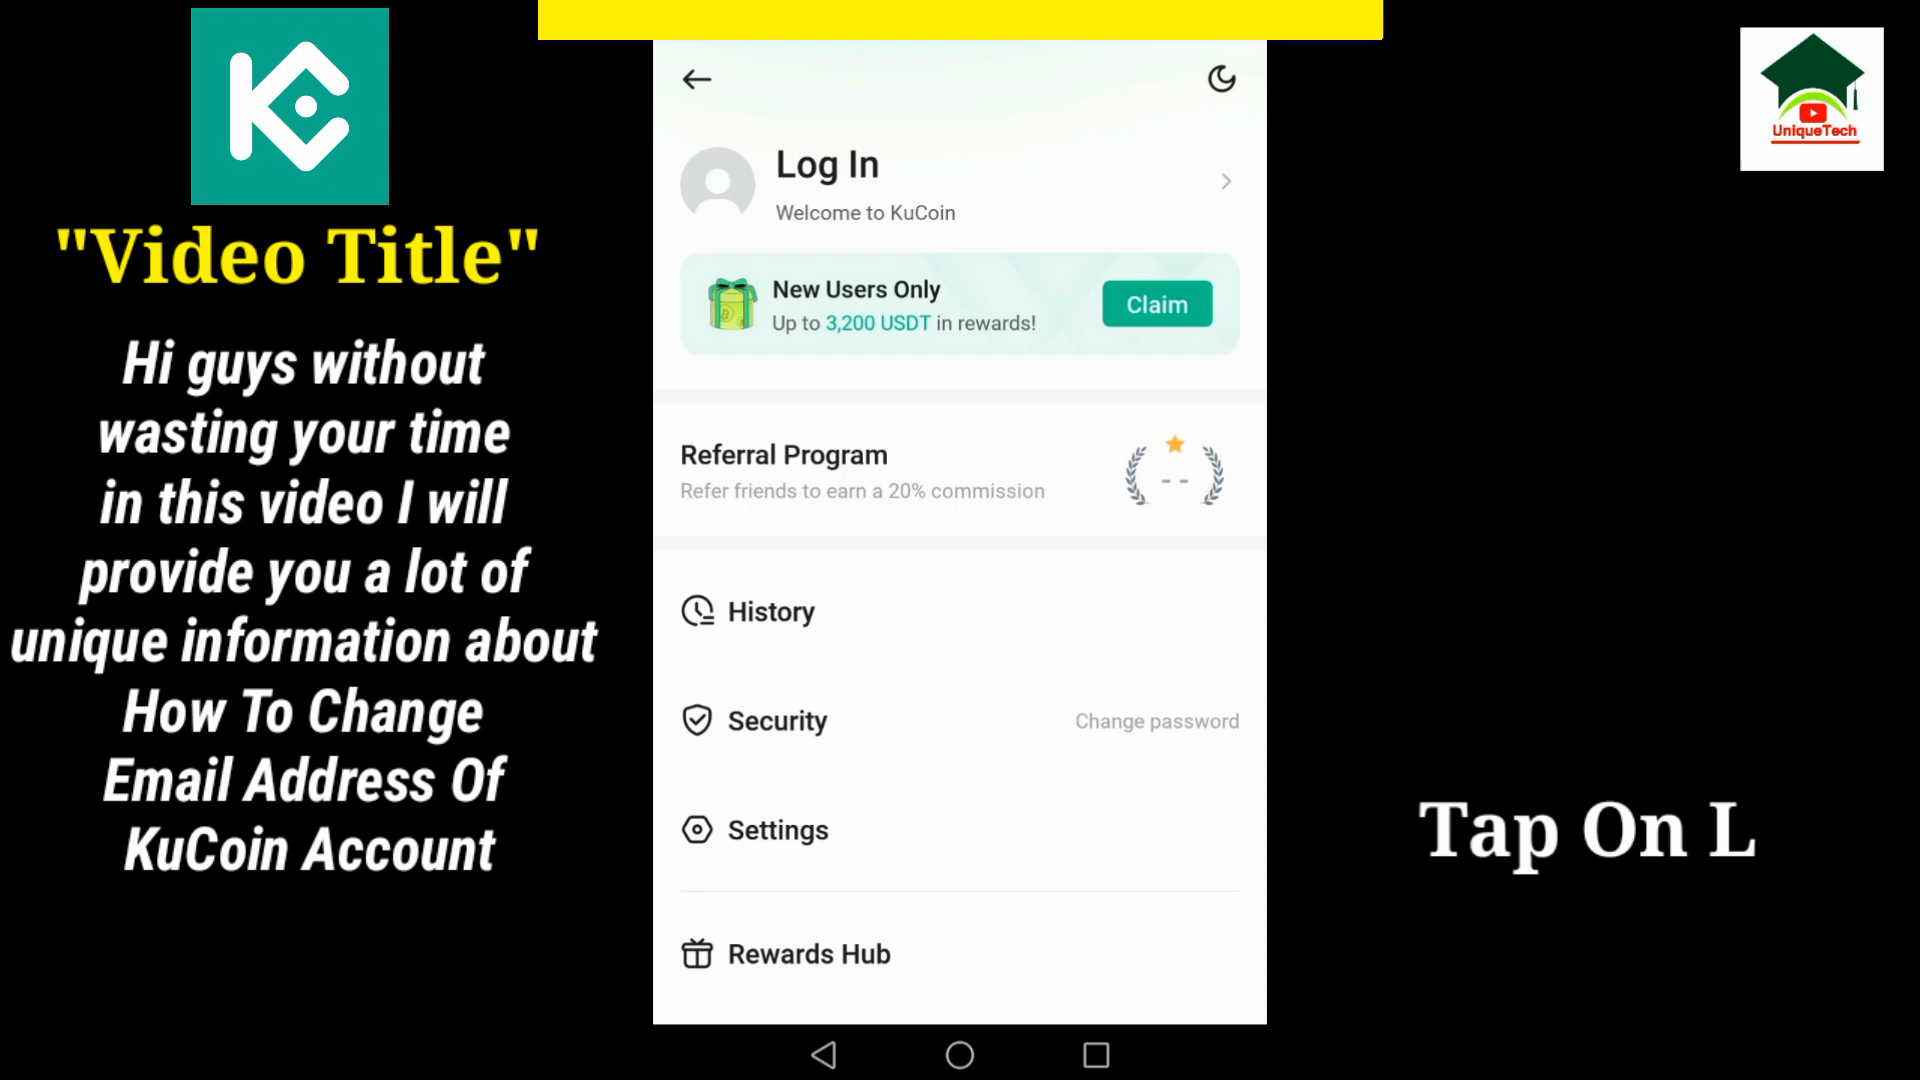 "Video Title"
Hi guys without
wasting your time
in this video I will
provide you a lot of
unique information about
How To Change
Email Address Of
KuCoin Account
Log In
Welcome to KuCoin
New Users Only
Up to 3,200 USDT in rewards!
Claim
Referral Program
Refer friends to earn a 20% commission
- -
History
Security
Change password
Settings
Rewards Hub
UniqueTech
Tap On L